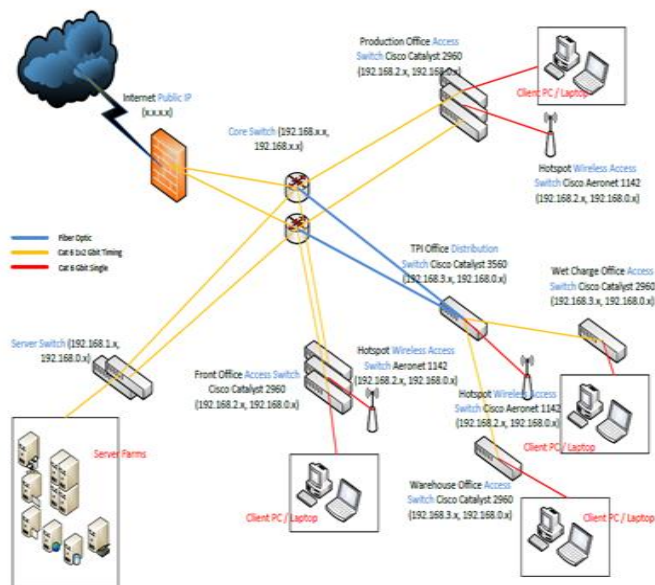 Production Office Access
Switch Cisco Catalyst 2960
(192.168.2.x, 192.168.0.x)
Client PC / Laptop
Internet Public IP
(x.x.x.x)
Core Switch (192.168.x.x,
192.168.x.x)
Hotspot Wireless Access
Switch Cisco Aeronet 1142
(192.168.2.x, 192.168.0.x)
Fiber Optic
Cat 6 1x2 Gbit Timing
Cat 6 Gbit Single
TPI Office Distribution
Switch Cisco Catalyst 3560
(192.168.3.x, 192.168.0.x)
Wet Charge Office Access
Switch Cisco Catalyst 2960
(192.168.3.x, 192.168.0.x)
Server Switch (192.168.1.x,
192.168.0.x)
Hotspot Wireless Access
Switch Aeronet 1142
(192.168.2.x, 192.168.0.x)
Front Office Access Switch
Cisco Catalyst 2960
(192.168.2.x, 192.168.0.x)
Hotspot Wireless Access
Switch Cisco Aeronet 1142
(192.168.2.x, 192.168.0.x)
Client PC / Laptop
Server Farms
Client PC / Laptop
Warehouse Office Access
Switch Cisco Catalyst 2960
(192.168.3.x, 192.168.0.x)
Client PC / Laptop